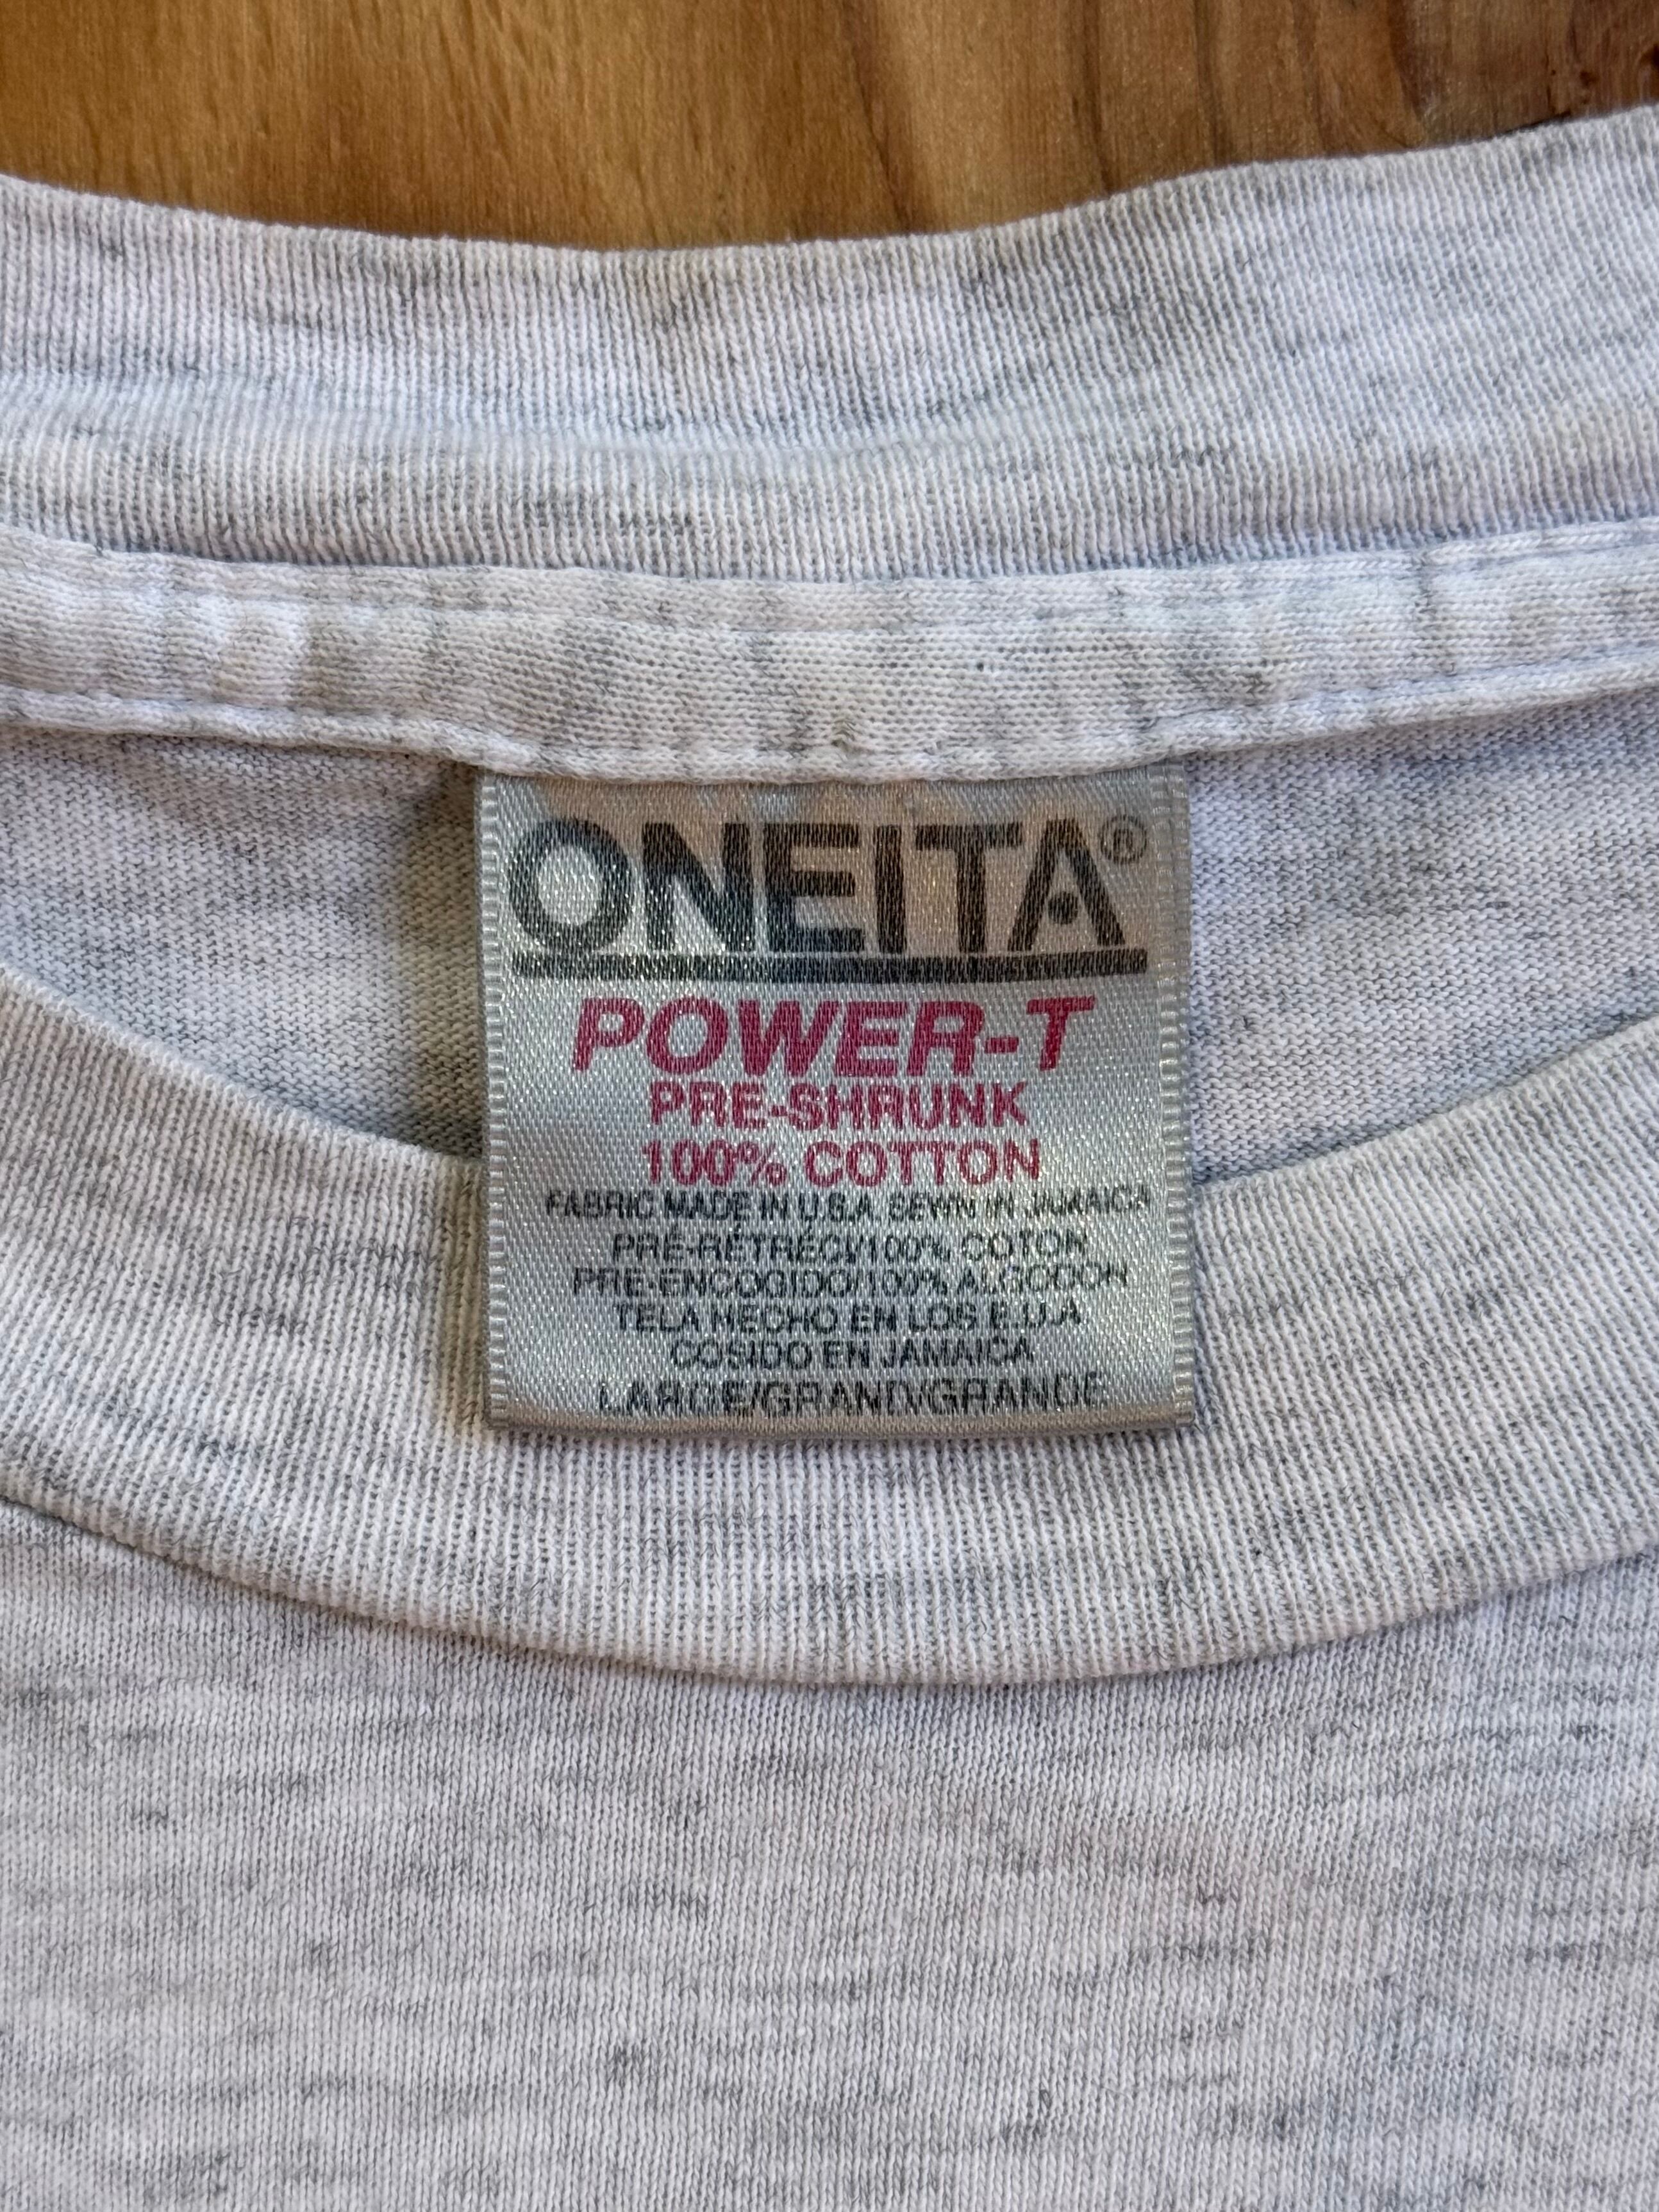 ONEITA®
POWER-T™
PRE-SHRUNK
100% COTTON
FABRIC MADE IN U.S.A. SEWN IN JAMAICA
PRÉ-RÉTRÉCI/100% COTON
PRE-ENCOGIDO/100% ALGODON
TELA HECHO EN LOS E.U.A
COSIDO EN JAMAICA
LARGE/GRAND/GRANDE